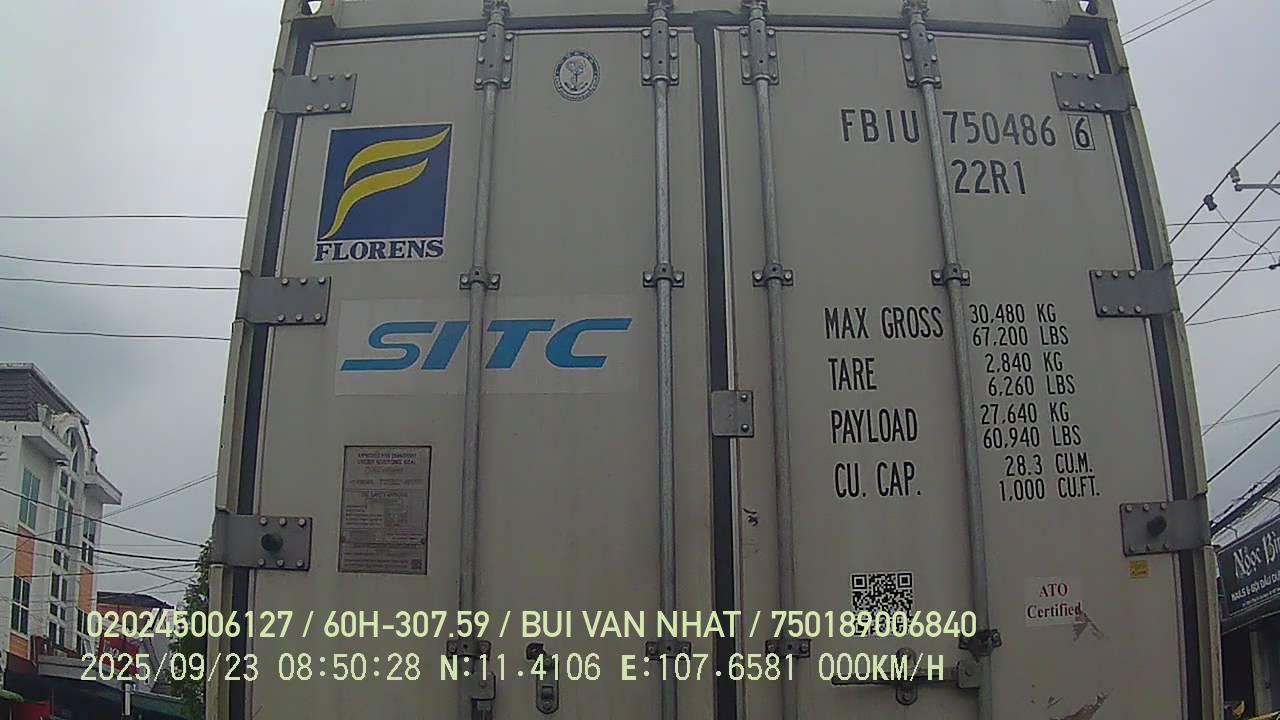 FLORENS
SITC
FBIU 750486 6
22R1
MAX GROSS 30,480 KG
67,200 LBS
TARE 2,840 KG
6,260 LBS
PAYLOAD 27,640 KG
60,940 LBS
CU. CAP. 28.3 CU.M.
1,000 CU.FT.
ATO
Certified
Ngọc
020245006127 / 60H-307.59 / BUI VAN NHAT / 750189006840
2025/09/23 08:50:28 N:11.4106 E:107.6581 000KM/H